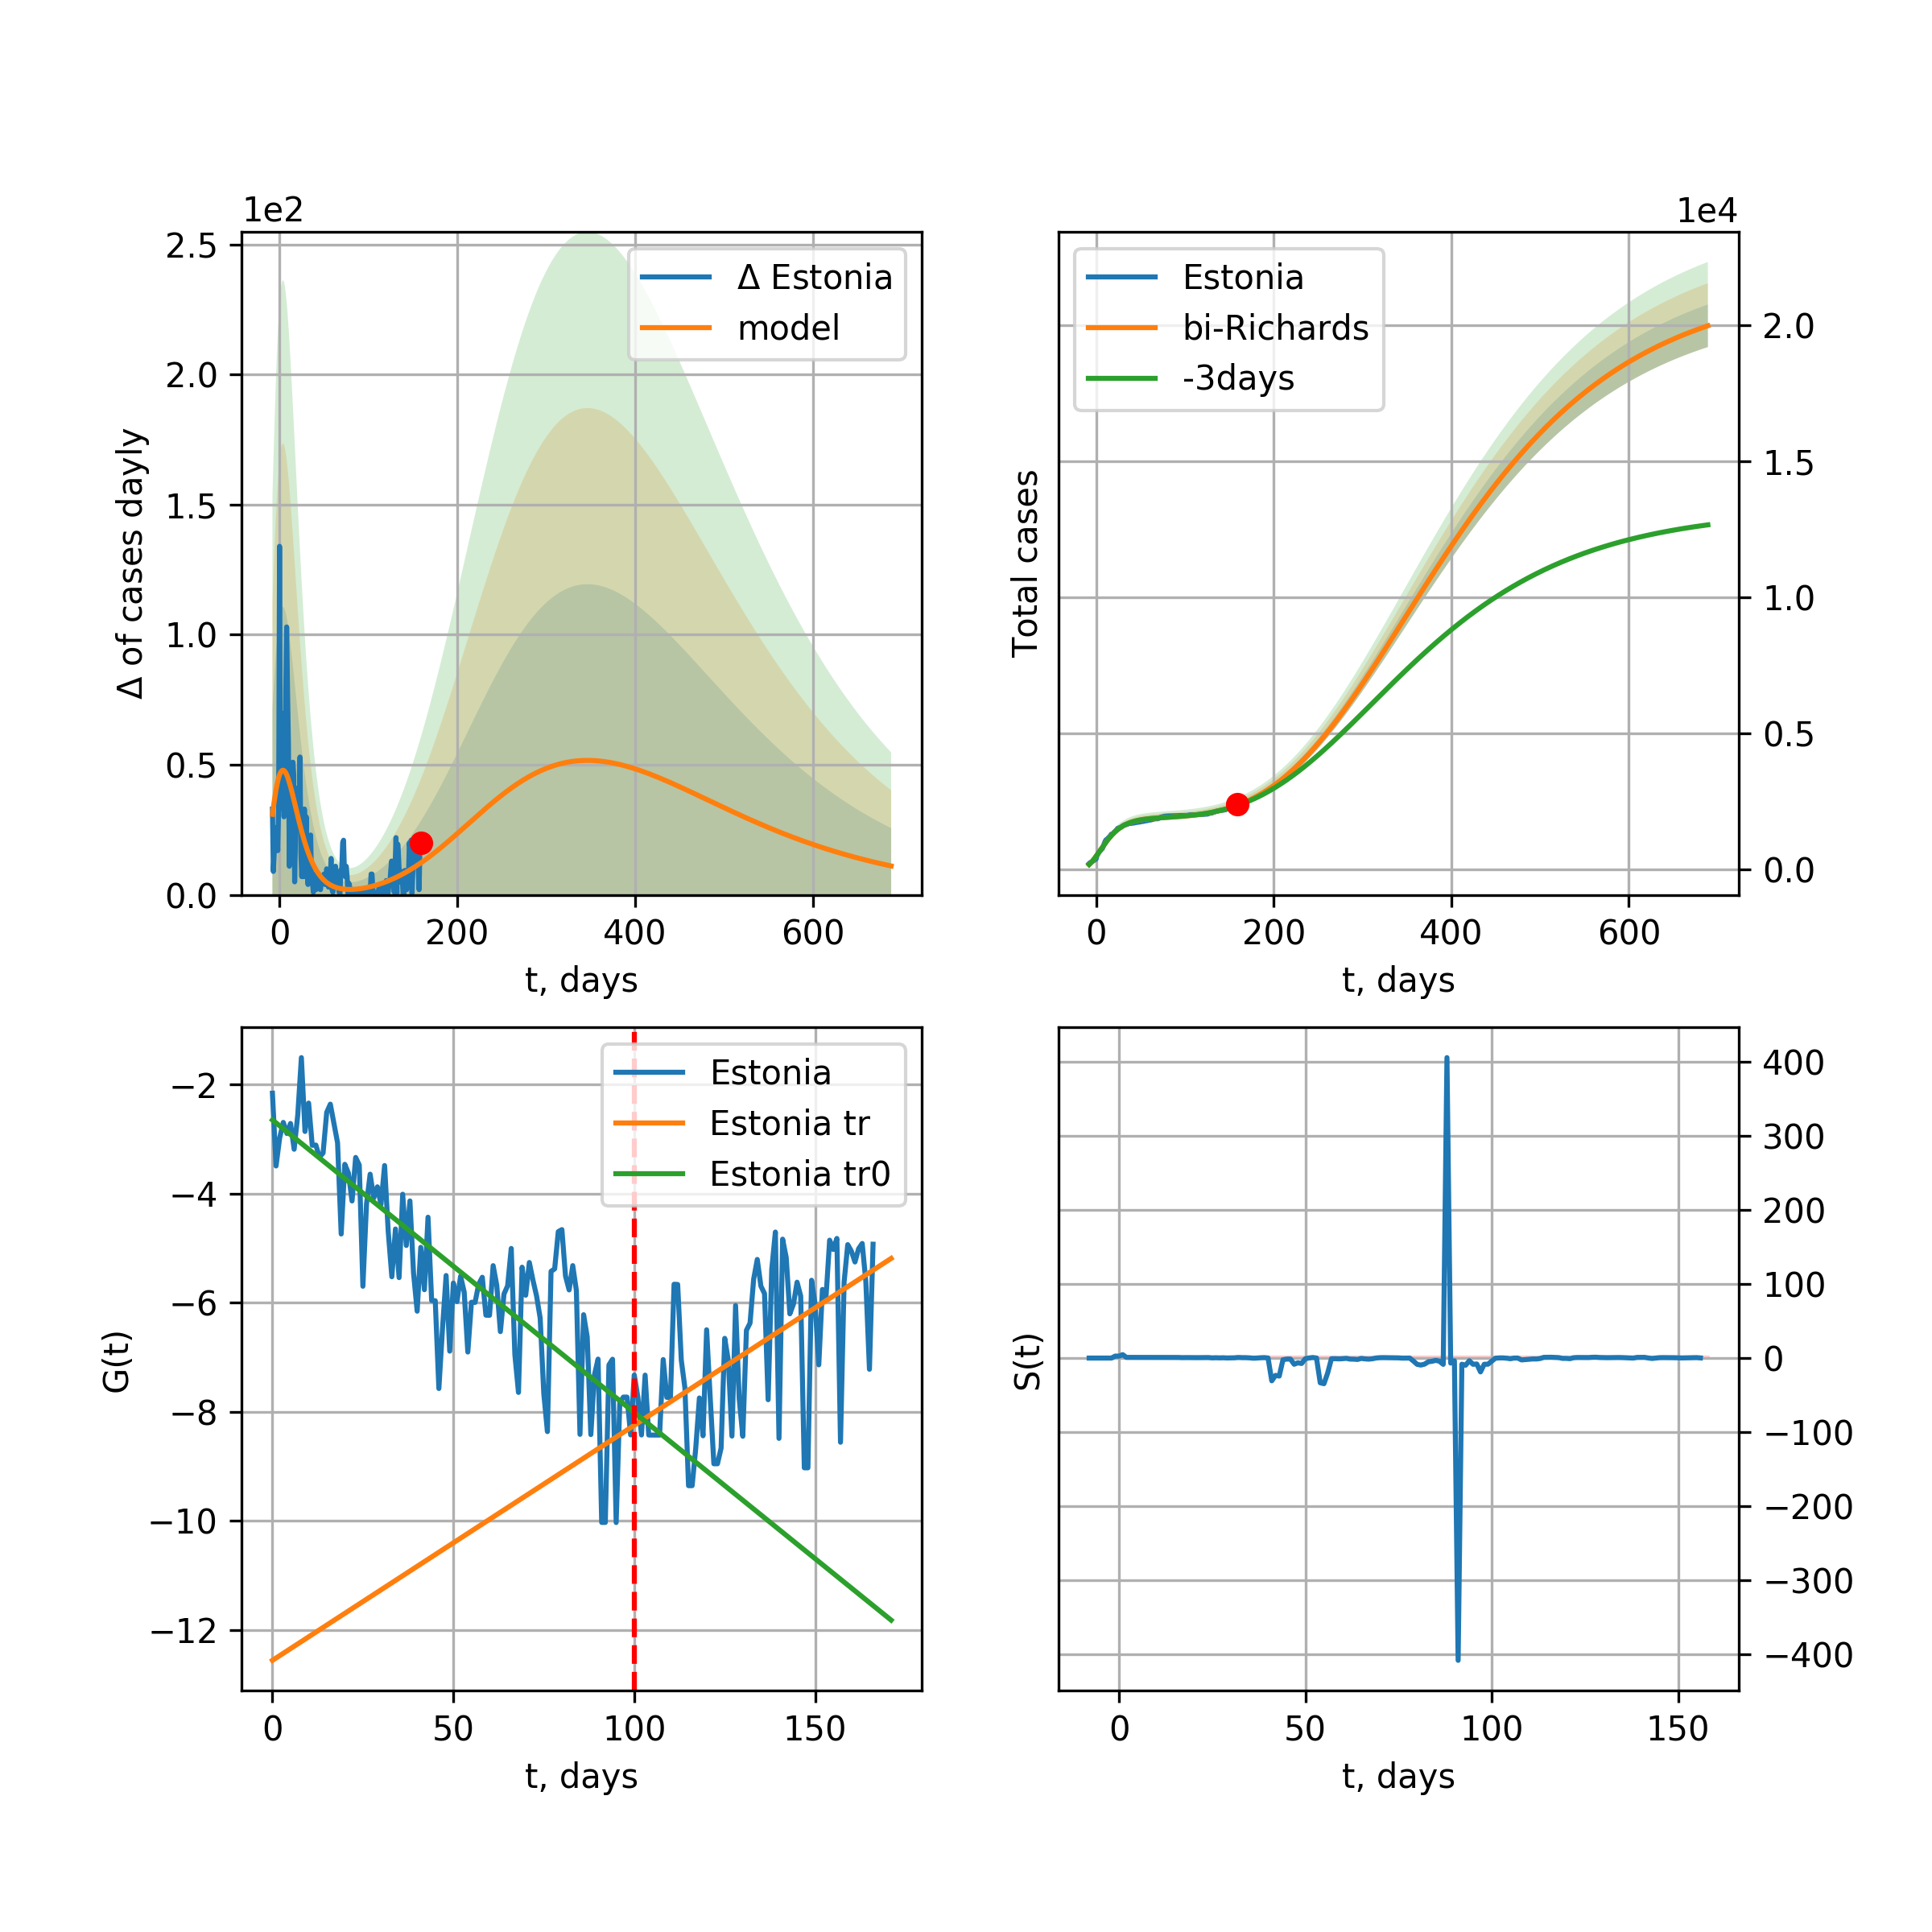 1e2
2.5
2.0
1.5
1.0
0.5
0.0
Δ of cases dayly
Δ Estonia
model
0 200 400 600
t, days
1e4
Estonia
bi-Richards
-3days
Total cases
2.0
1.5
1.0
0.5
0.0
0 200 400 600
t, days
−2
−4
−6
−8
−10
−12
G(t)
Estonia
Estonia tr
Estonia tr0
0 50 100 150
t, days
S(t)
400
300
200
100
0
−100
−200
−300
−400
0 50 100 150
t, days